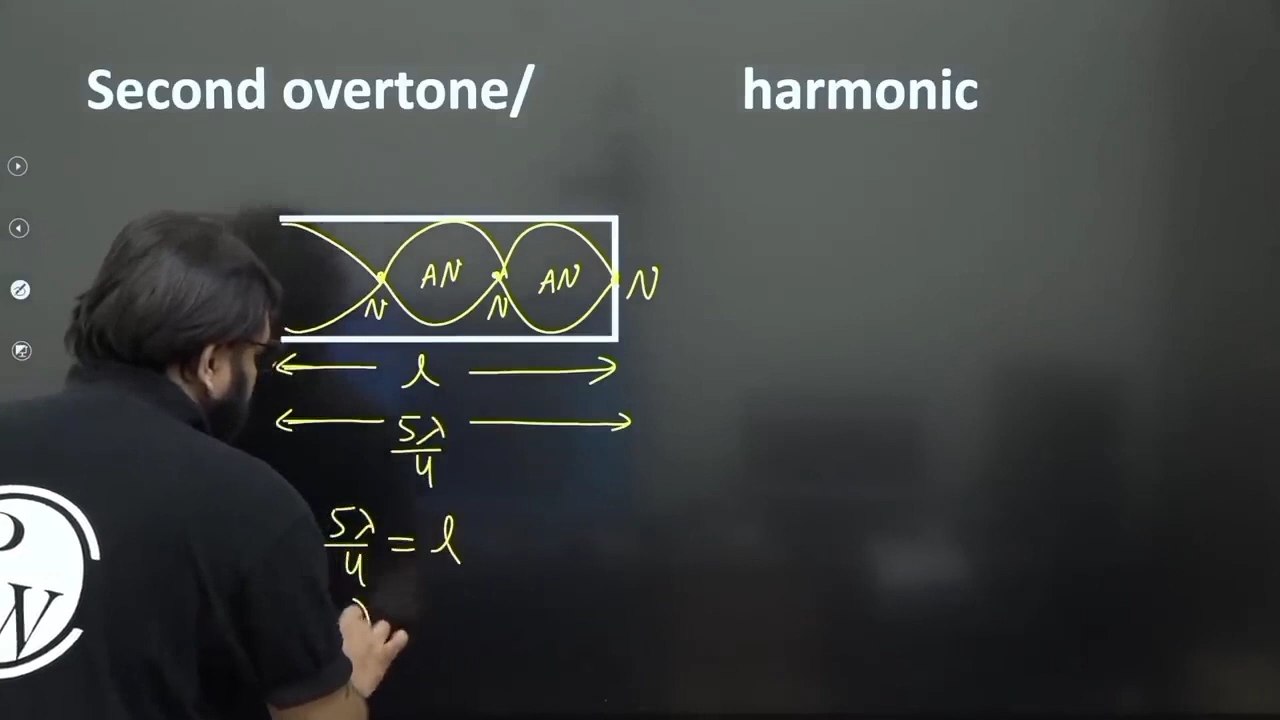 Second overtone/ harmonic
AN AN N
N N
l
5λ
4
5λ
4 = l
P
W